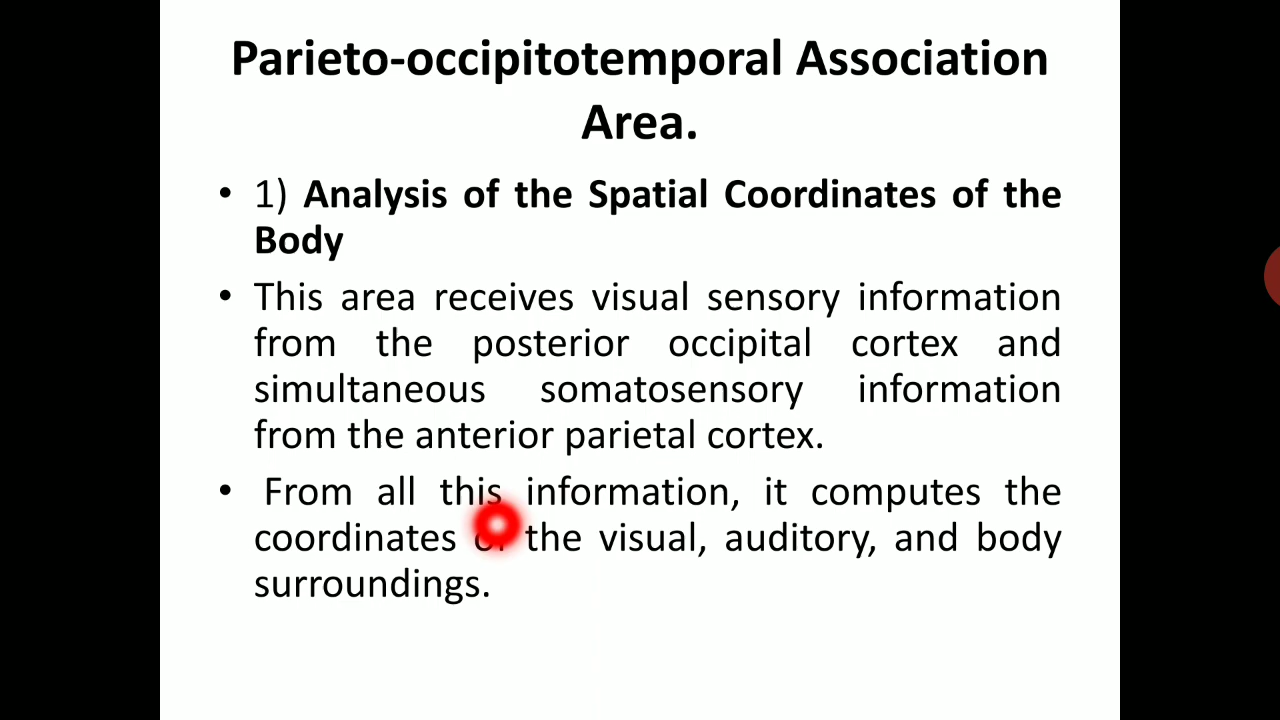 Parieto-occipitotemporal Association
Area.
• 1) Analysis of the Spatial Coordinates of the
Body
• This area receives visual sensory information
from the posterior occipital cortex and
simultaneous somatosensory information
from the anterior parietal cortex.
• From all this information, it computes the
coordinates of the visual, auditory, and body
surroundings.